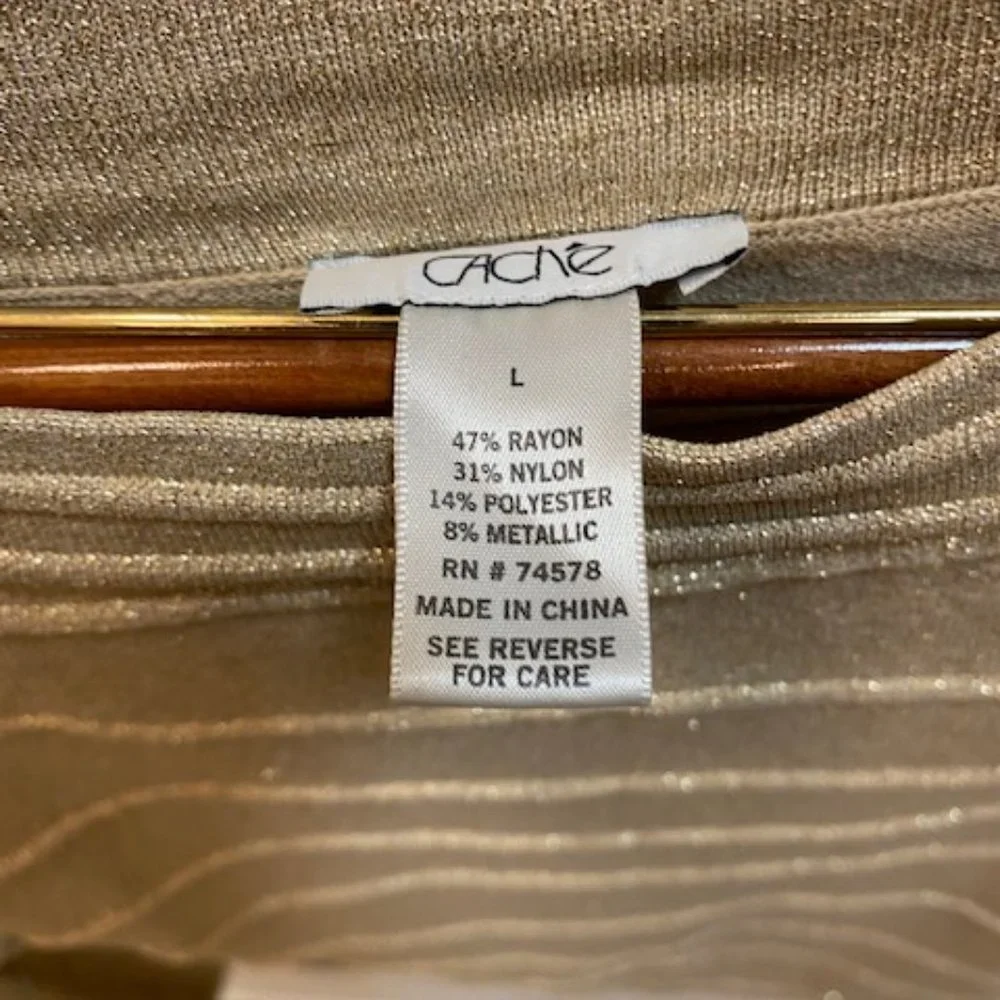 CACHÉ
L
47% RAYON
31% NYLON
14% POLYESTER
8% METALLIC
RN # 74578
MADE IN CHINA
SEE REVERSE
FOR CARE